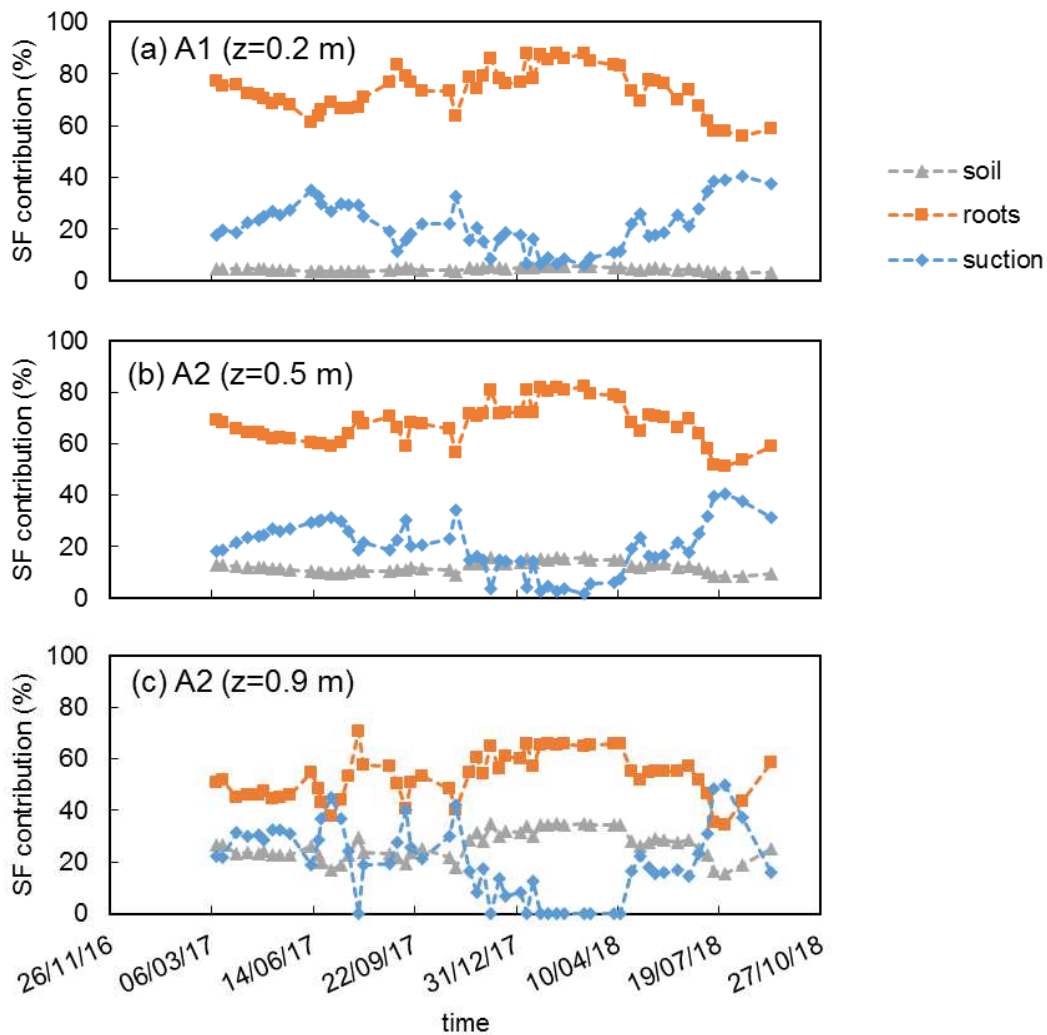 100
80
60
40
20
0
SF contribution (%)
(a) A1 (z=0.2 m)
soil
roots
suction
100
80
60
40
20
0
SF contribution (%)
(b) A2 (z=0.5 m)
100
80
60
40
20
0
SF contribution (%)
(c) A2 (z=0.9 m)
26/11/16
06/03/17
14/06/17
22/09/17
31/12/17
10/04/18
19/07/18
27/10/18
time